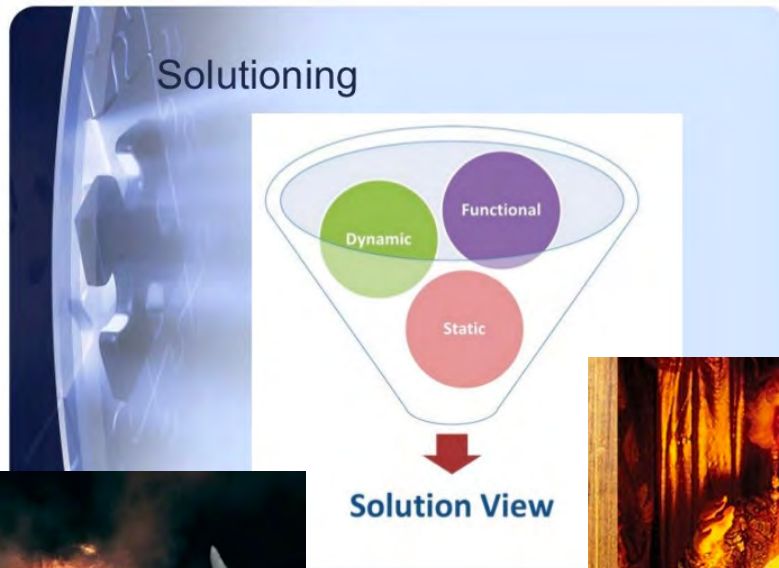 Solutioning
Functional
Dynamic
Static
Solution View